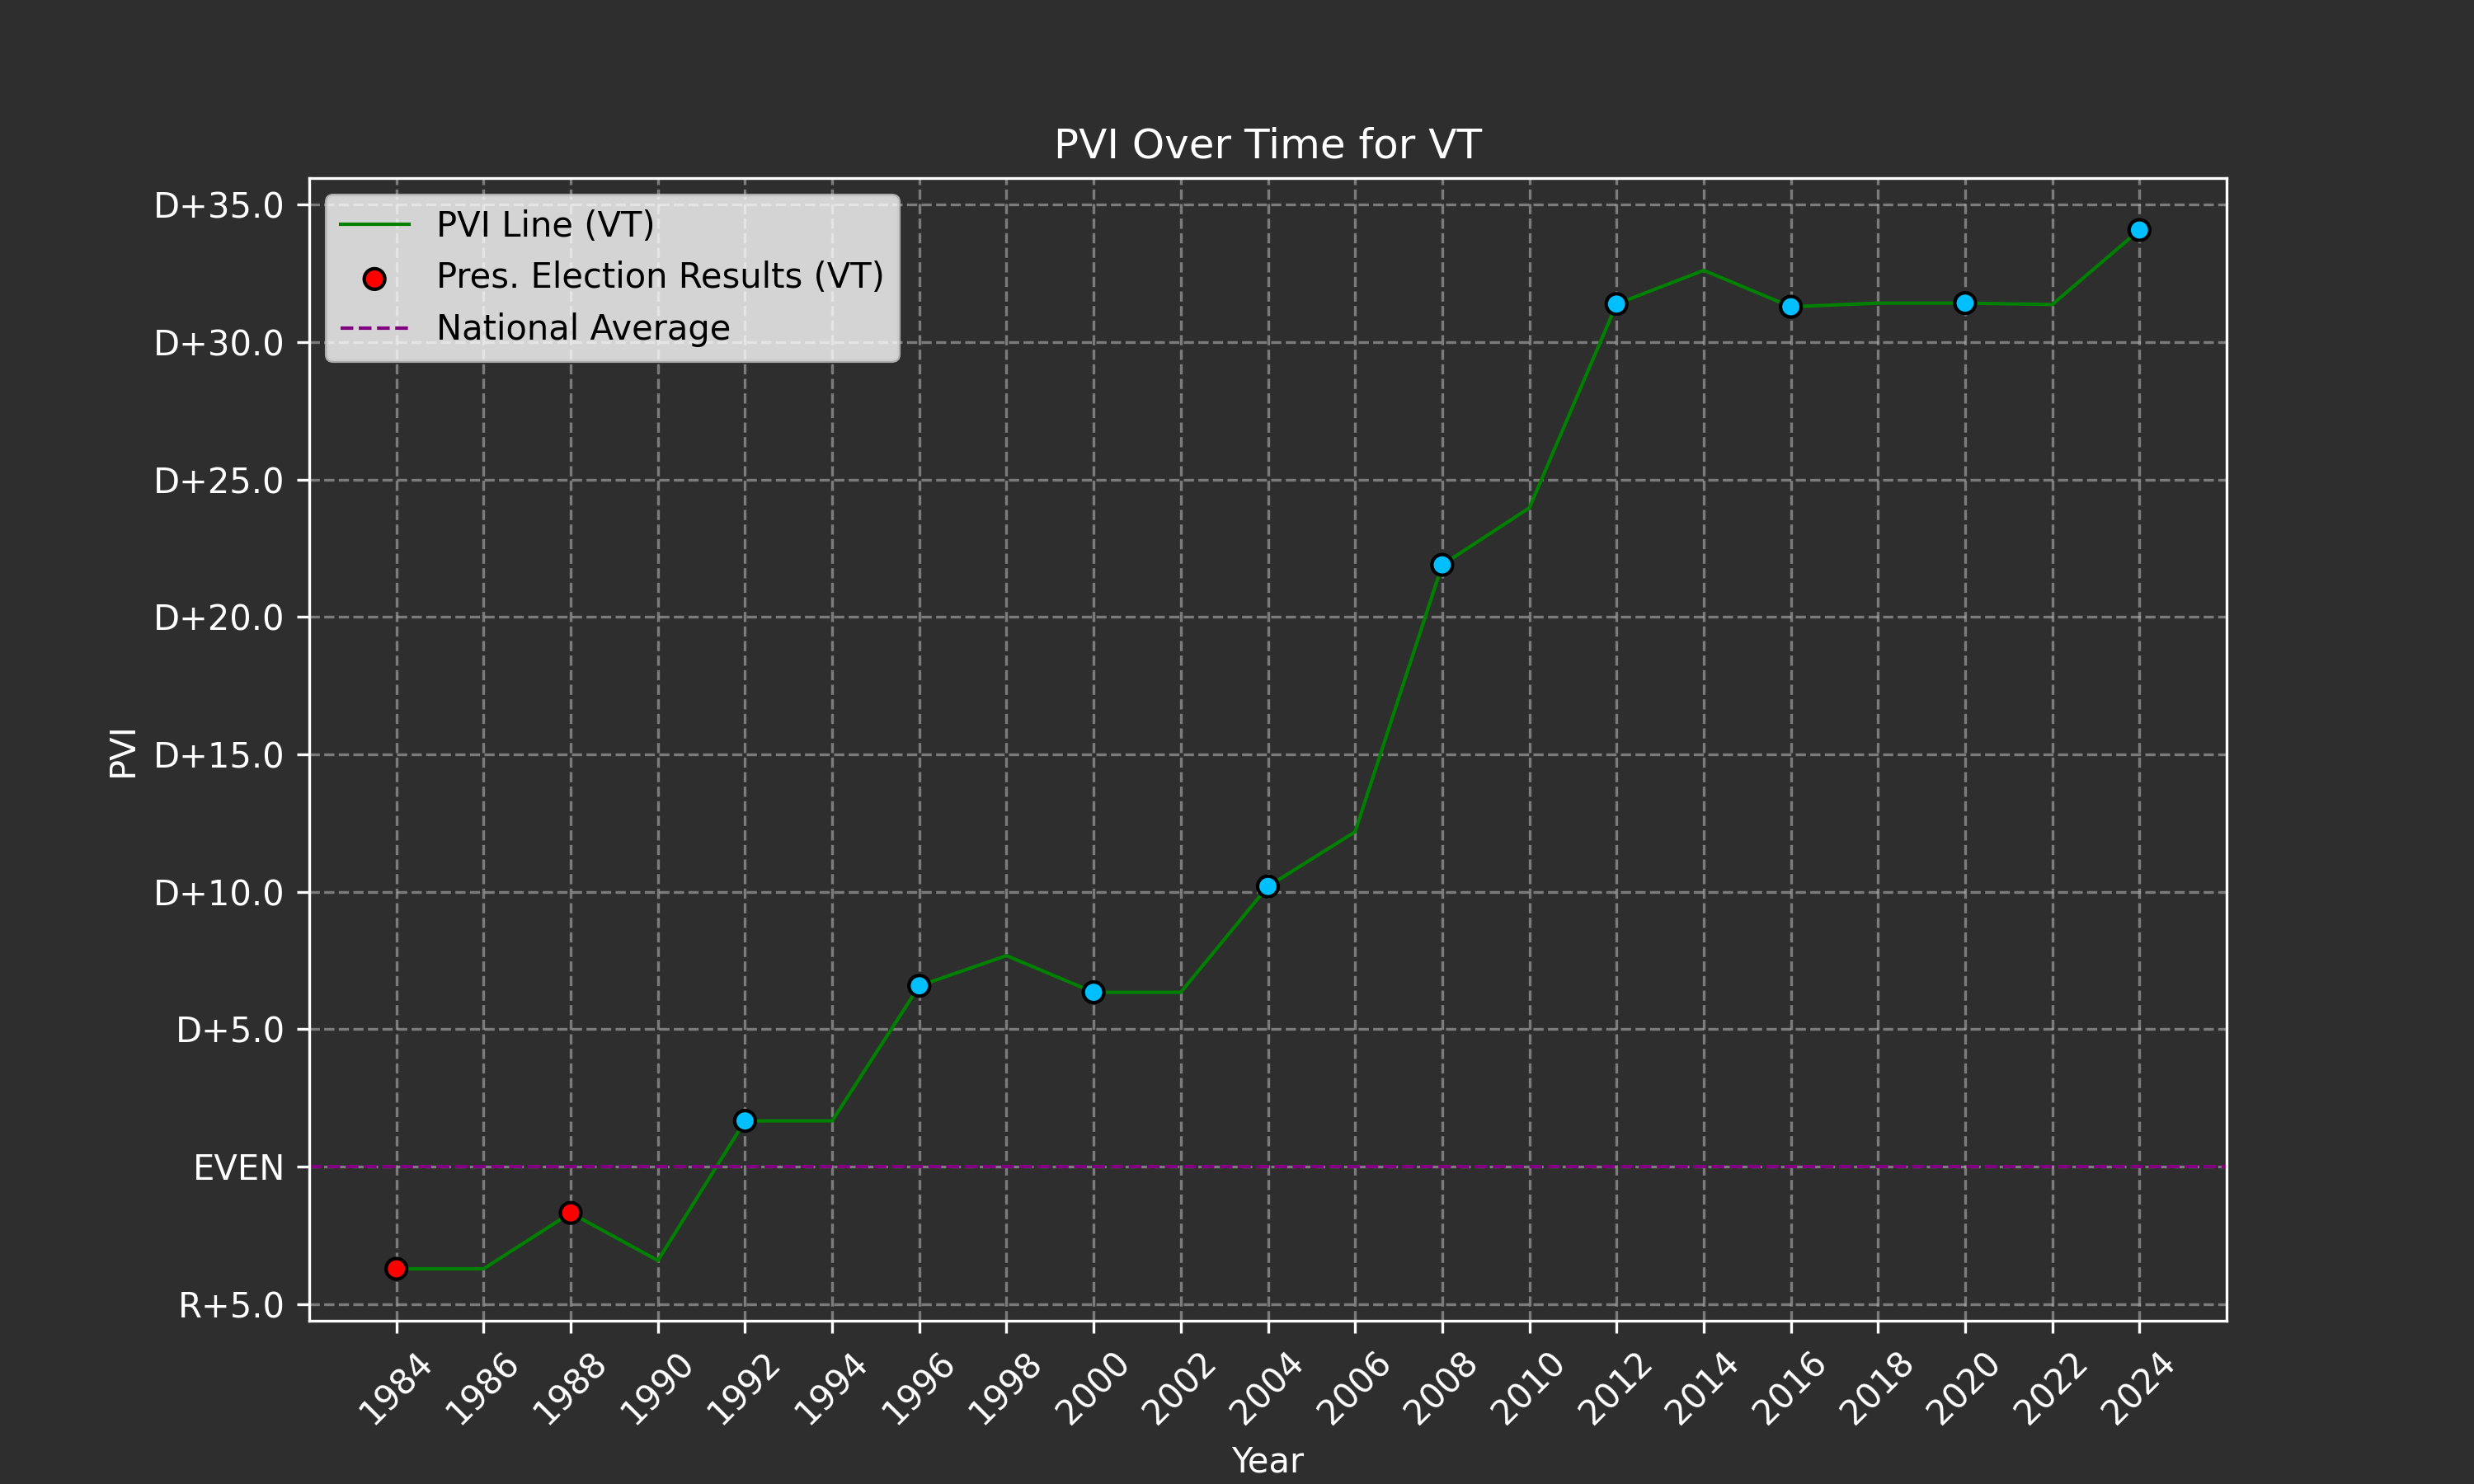 PVI Over Time for VT
PVI Line (VT)
Pres. Election Results (VT)
National Average
PVI
D+35.0
D+30.0
D+25.0
D+20.0
D+15.0
D+10.0
D+5.0
EVEN
R+5.0
1984 1986 1988 1990 1992 1994 1996 1998 2000 2002 2004 2006 2008 2010 2012 2014 2016 2018 2020 2022 2024
Year